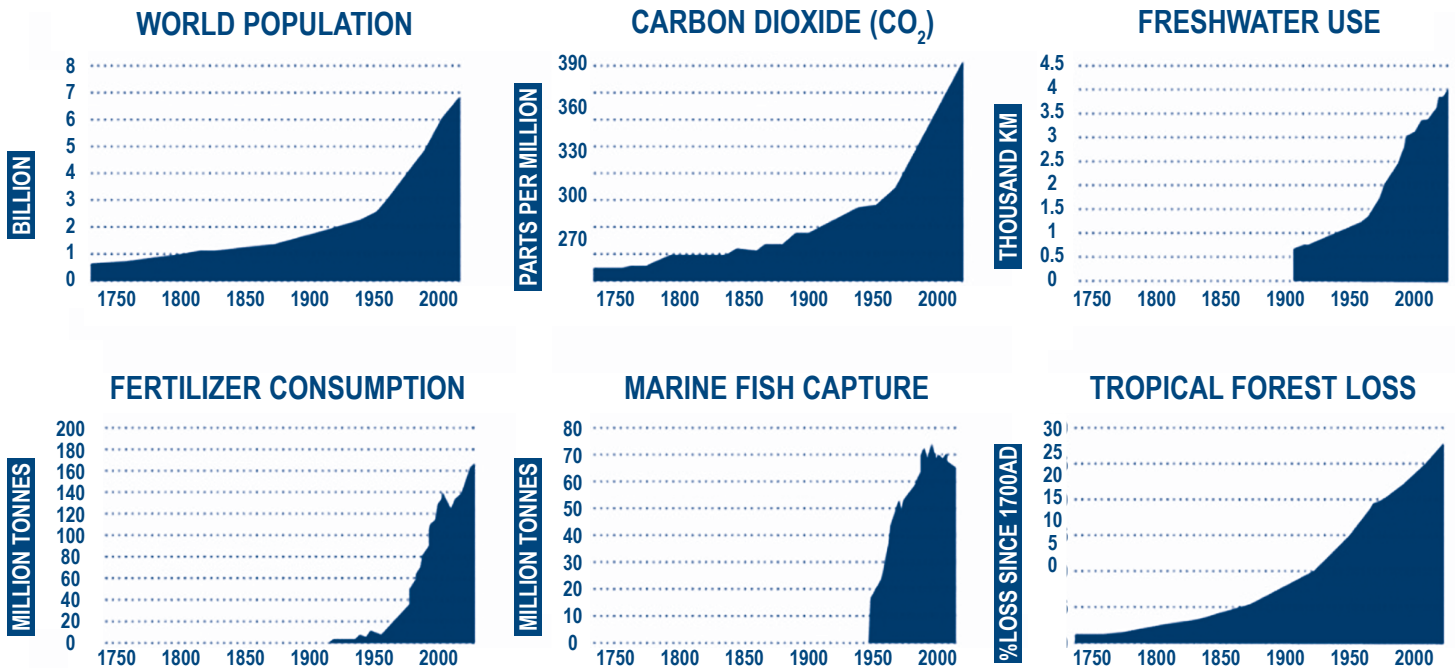 WORLD POPULATION
BILLION
8
7
6
5
4
3
2
1
0
1750 1800 1850 1900 1950 2000
CARBON DIOXIDE (CO₂)
PARTS PER MILLION
390
360
330
300
270
1750 1800 1850 1900 1950 2000
FRESHWATER USE
THOUSAND KM
4.5
4
3.5
3
2.5
2
1.5
1
0.5
0
1750 1800 1850 1900 1950 2000
FERTILIZER CONSUMPTION
MILLION TONNES
200
180
160
140
120
100
80
60
40
20
0
1750 1800 1850 1900 1950 2000
MARINE FISH CAPTURE
MILLION TONNES
80
70
60
50
40
30
20
10
0
1750 1800 1850 1900 1950 2000
TROPICAL FOREST LOSS
%LOSS SINCE 1700AD
30
25
20
15
10
5
0
1750 1800 1850 1900 1950 2000